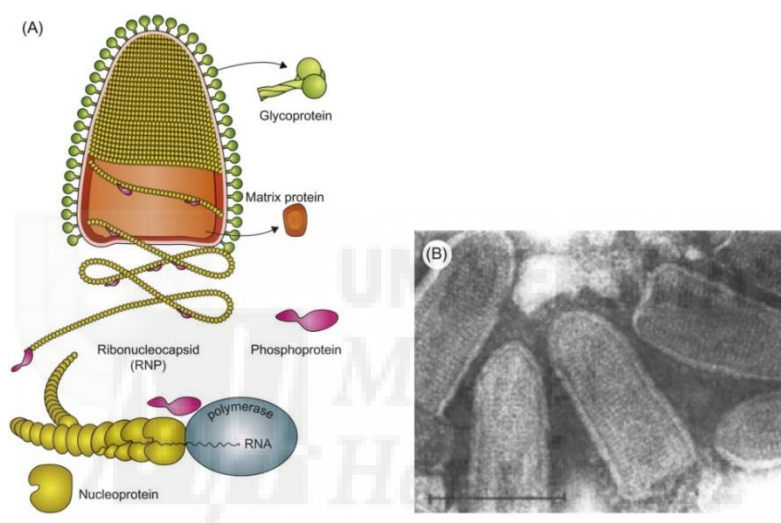 (A)
Glycoprotein
Matrix protein
(B)
Ribonucleocapsid
(RNP)
Phosphoprotein
polymerase
RNA
Nucleoprotein